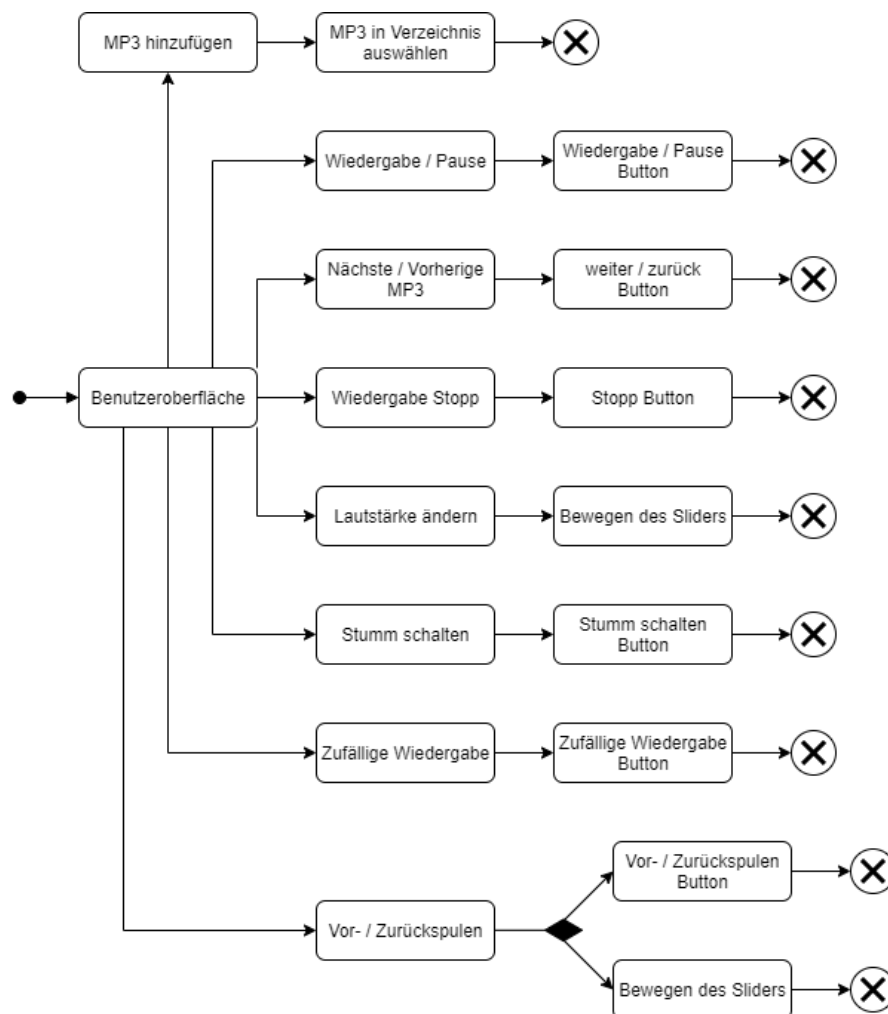 MP3 hinzufügen
MP3 in Verzeichnis
auswählen
Wiedergabe / Pause
Wiedergabe / Pause
Button
Nächste / Vorherige
MP3
weiter / zurück
Button
Benutzeroberfläche
Wiedergabe Stopp
Stopp Button
Lautstärke ändern
Bewegen des Sliders
Stumm schalten
Stumm schalten
Button
Zufällige Wiedergabe
Zufällige Wiedergabe
Button
Vor- / Zurückspulen
Vor- / Zurückspulen
Button
Bewegen des Sliders